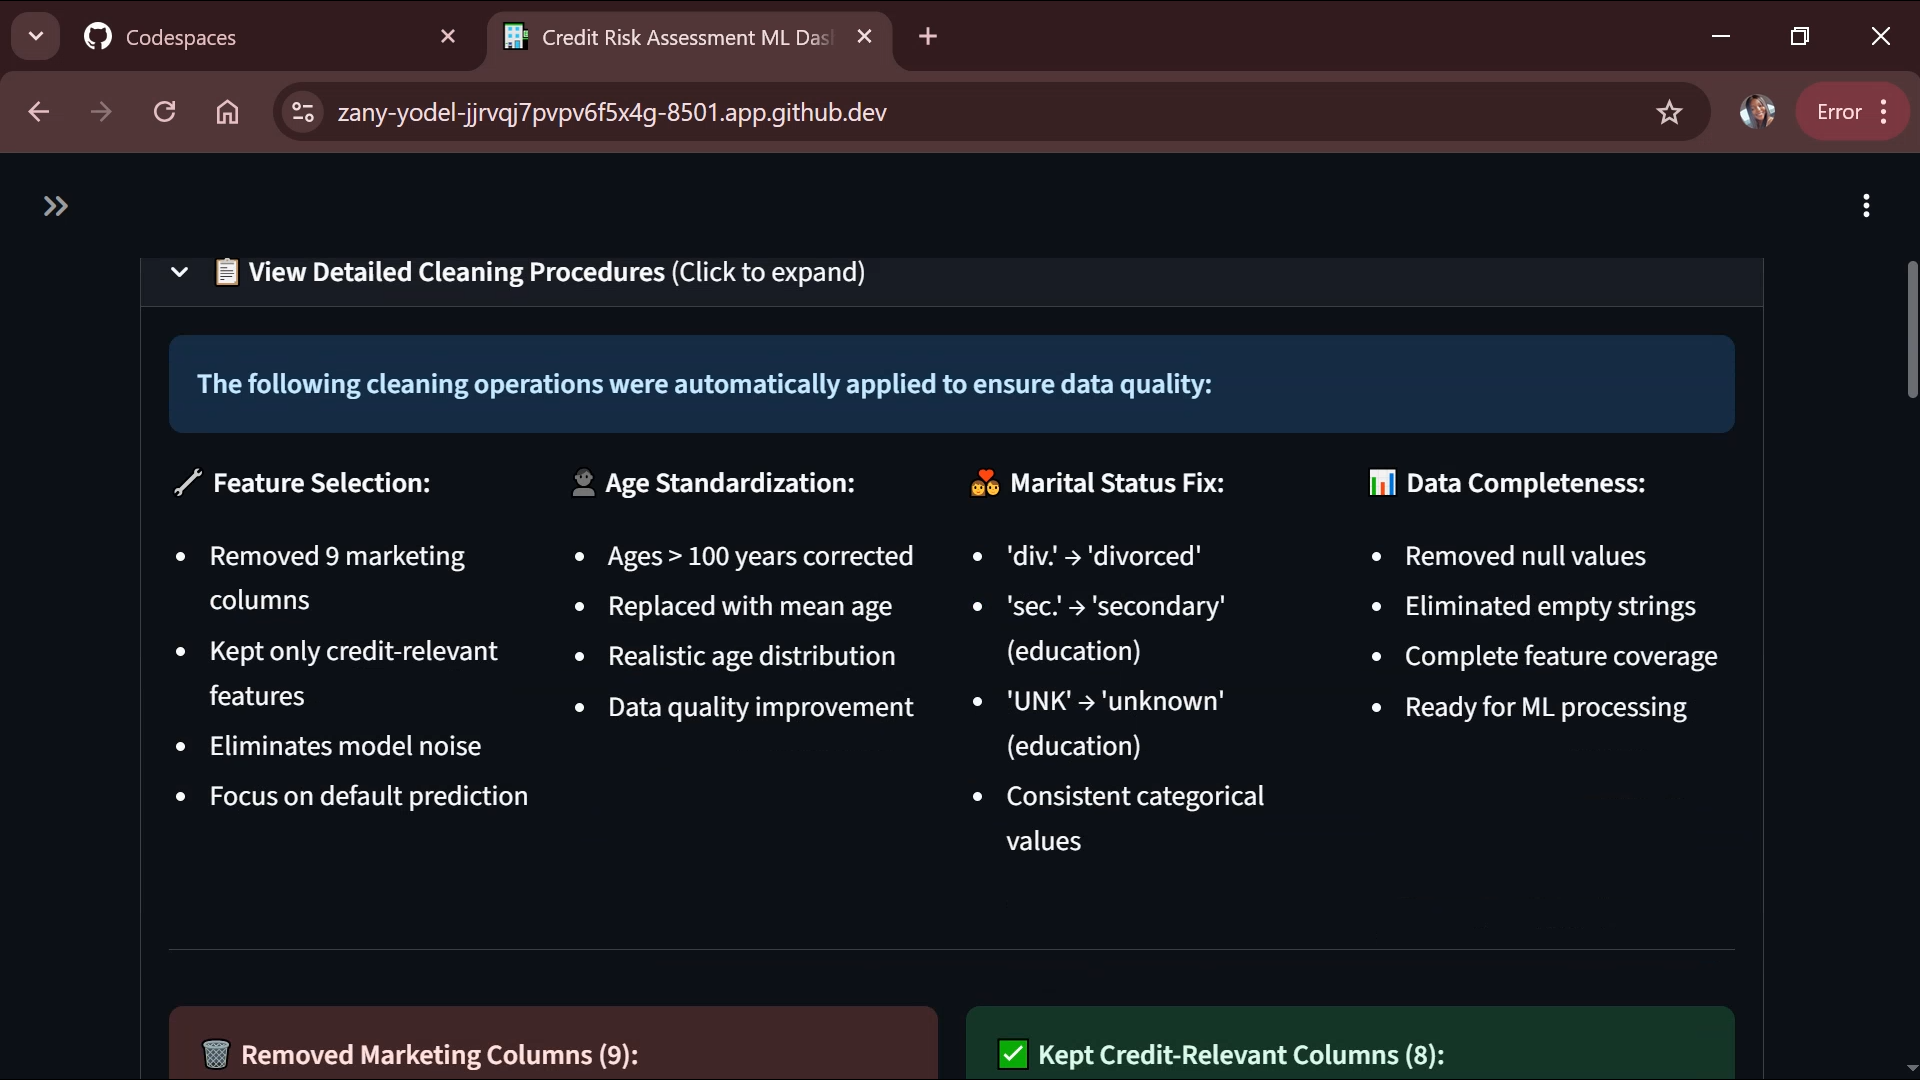 Codespaces
Credit Risk Assessment ML Das
zany-yodel-jjrvqj7pvpv6f5x4g-8501.app.github.dev
Error
View Detailed Cleaning Procedures (Click to expand)
The following cleaning operations were automatically applied to ensure data quality:
Feature Selection:
Removed 9 marketing
columns
Kept only credit-relevant
features
Eliminates model noise
Focus on default prediction
Age Standardization:
Ages > 100 years corrected
Replaced with mean age
Realistic age distribution
Data quality improvement
Marital Status Fix:
'div.' → 'divorced'
'sec.' → 'secondary'
(education)
'UNK' → 'unknown'
(education)
Consistent categorical
values
Data Completeness:
Removed null values
Eliminated empty strings
Complete feature coverage
Ready for ML processing
Removed Marketing Columns (9):
Kept Credit-Relevant Columns (8):